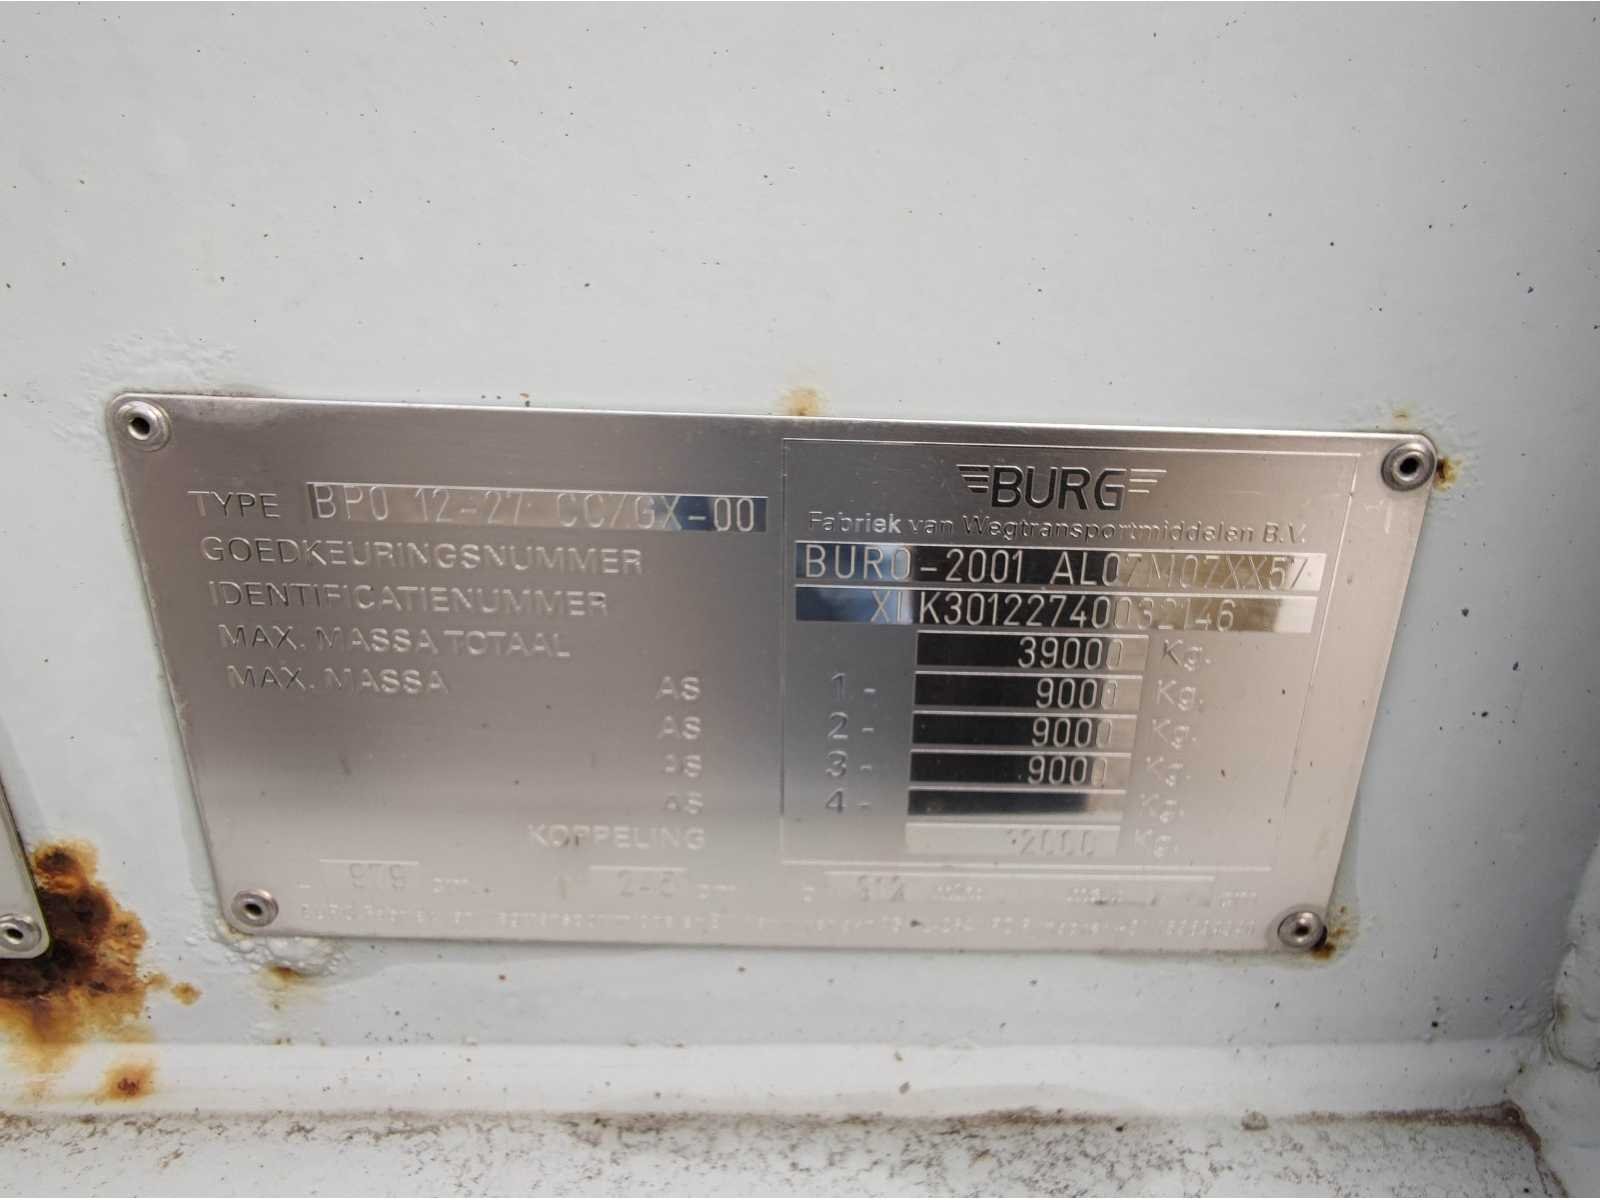 BURG
Fabriek van Wegtransportmiddelen B.V.
TYPE BPO 12-27 CC/GX-00
GOEDKEURINGSNUMMER BURO-2001 AL07M07XX57
IDENTIFICATIENUMMER XLK30122740032146
MAX. MASSA TOTAAL 39000 Kg.
MAX. MASSA AS 1- 9000 Kg.
AS 2- 9000 Kg.
AS 3- 9000 Kg.
AS 4- Kg.
KOPPELING 12000 Kg.
979 cm